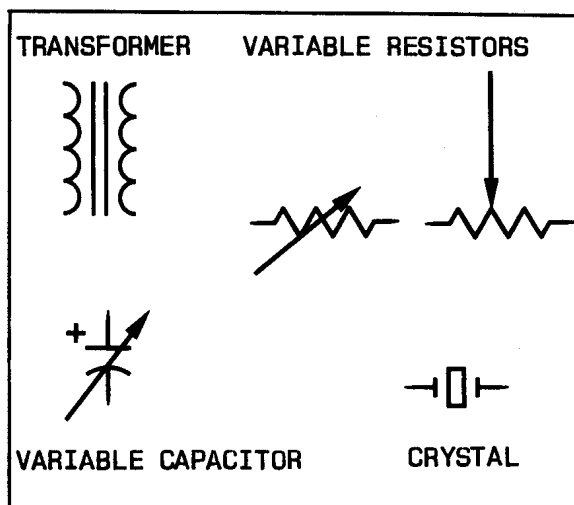 TRANSFORMER
VARIABLE RESISTORS
+
VARIABLE CAPACITOR
CRYSTAL